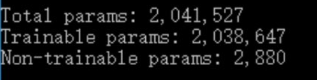 Total params: 2,041,527
Trainable params: 2,038,647
Non-trainable params: 2,880